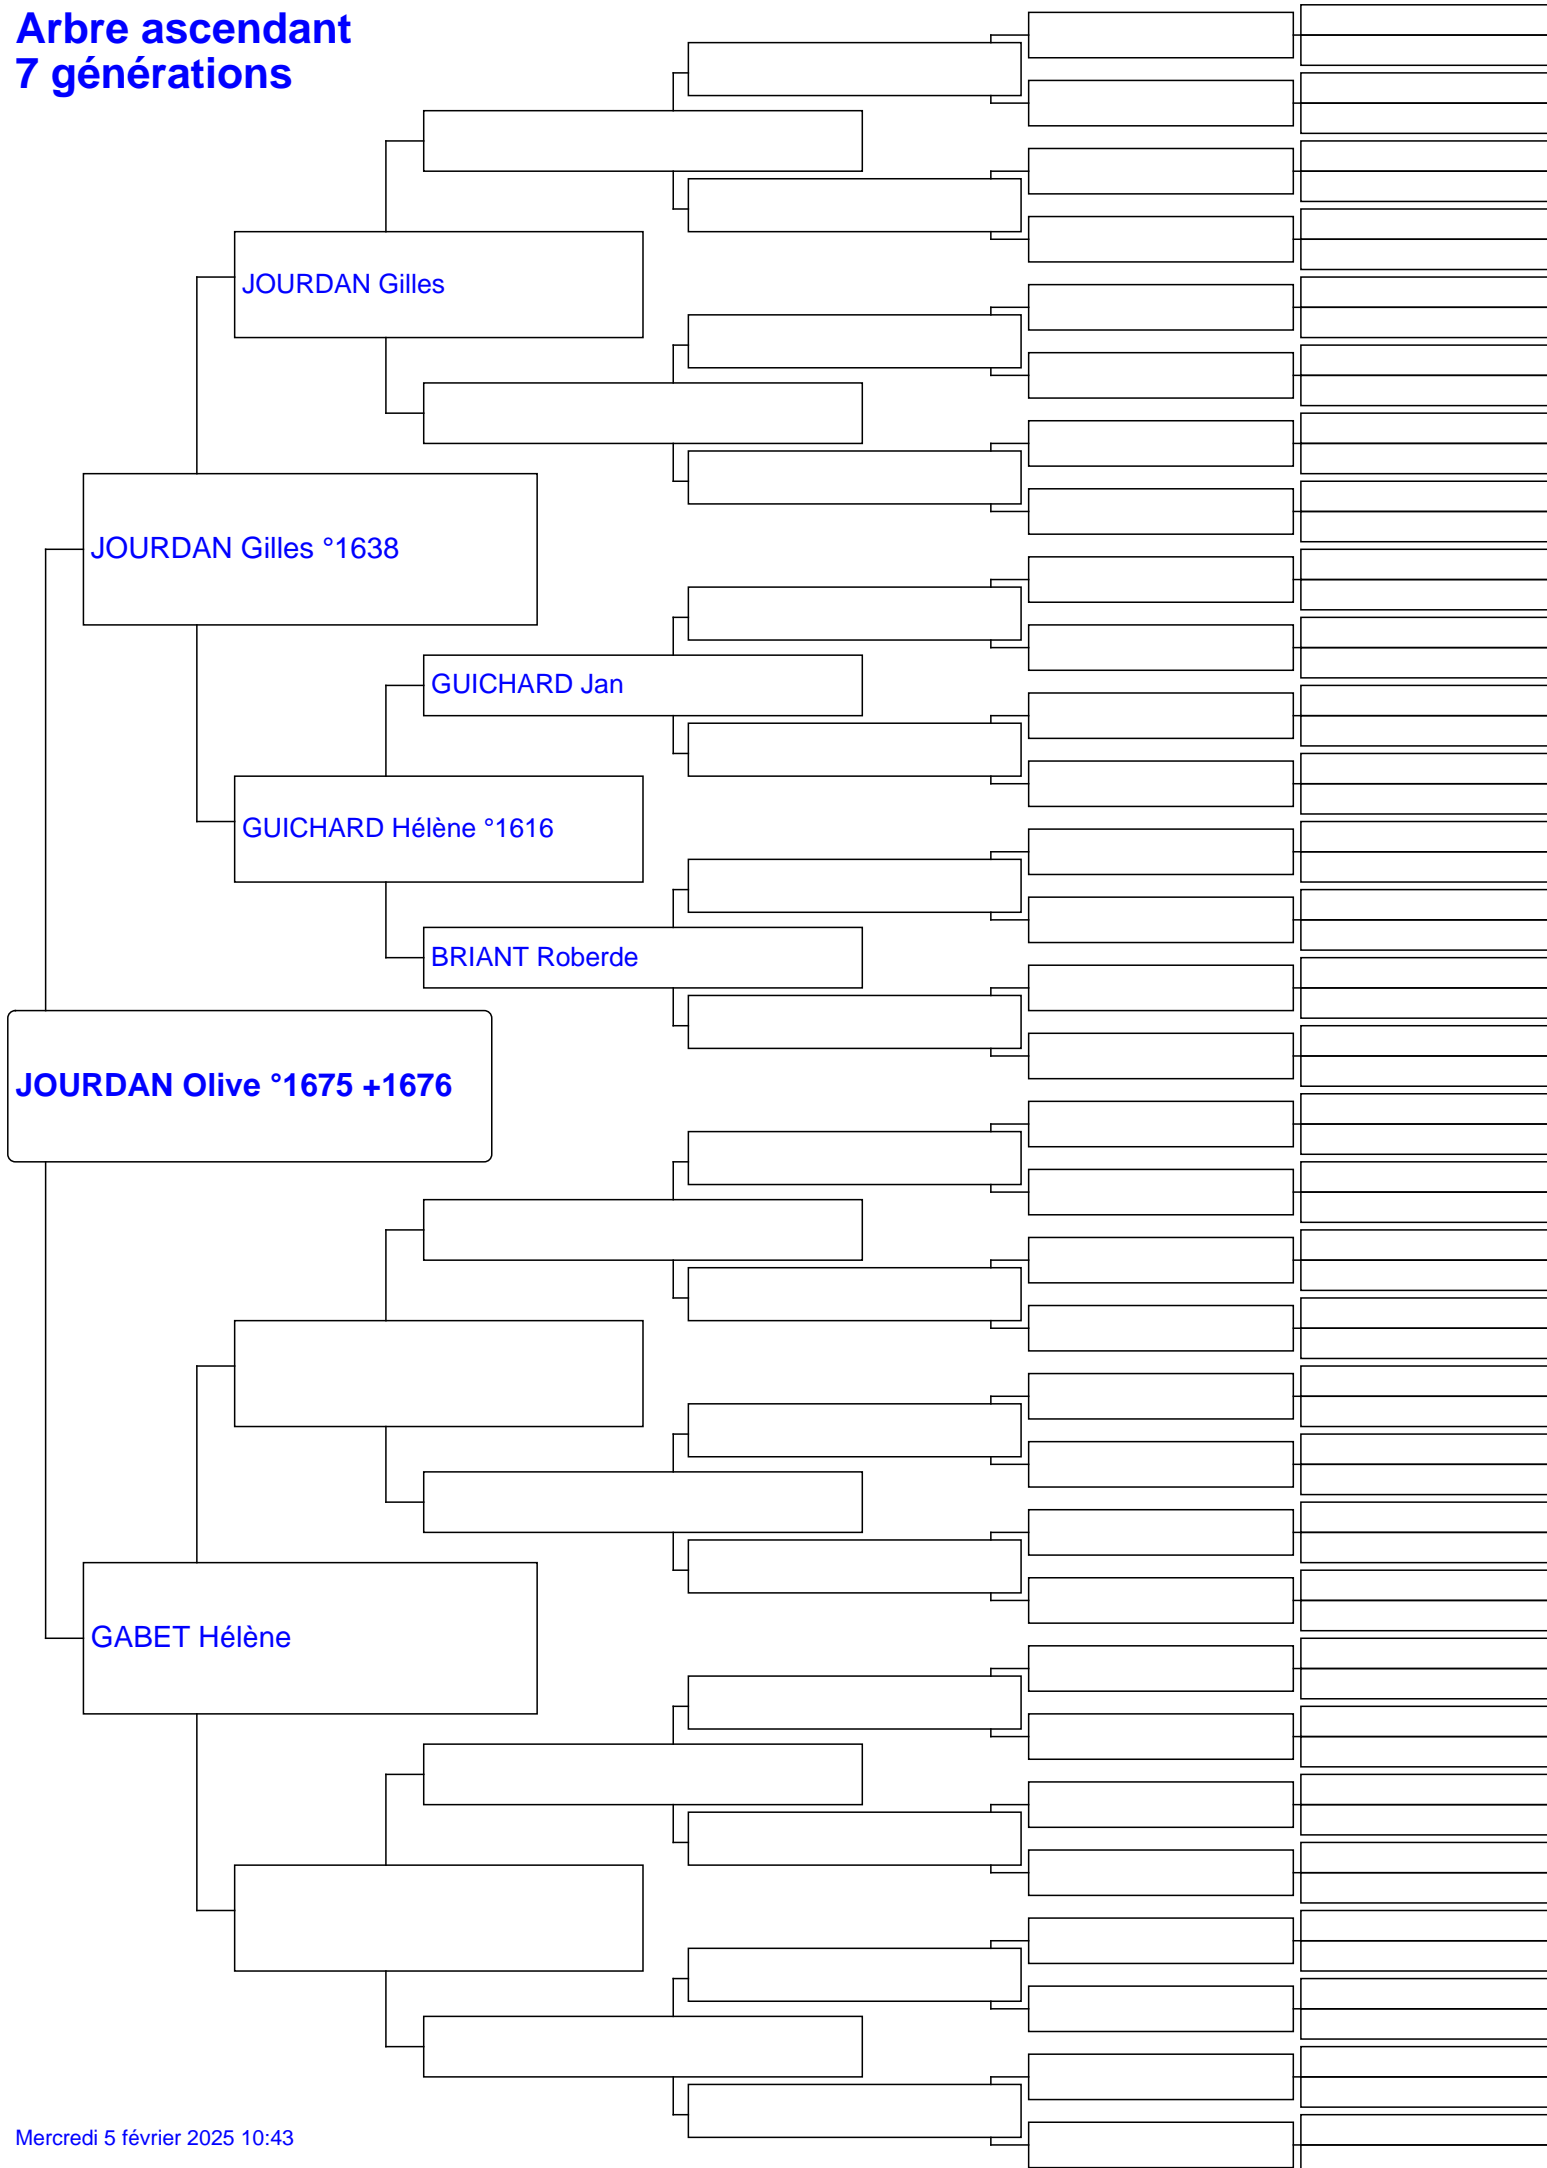 Arbre ascendant
7 générations
JOURDAN Gilles
JOURDAN Gilles °1638
GUICHARD Jan
GUICHARD Hélène °1616
BRIANT Roberde
JOURDAN Olive °1675 +1676
GABET Hélène
Mercredi 5 février 2025 10:43